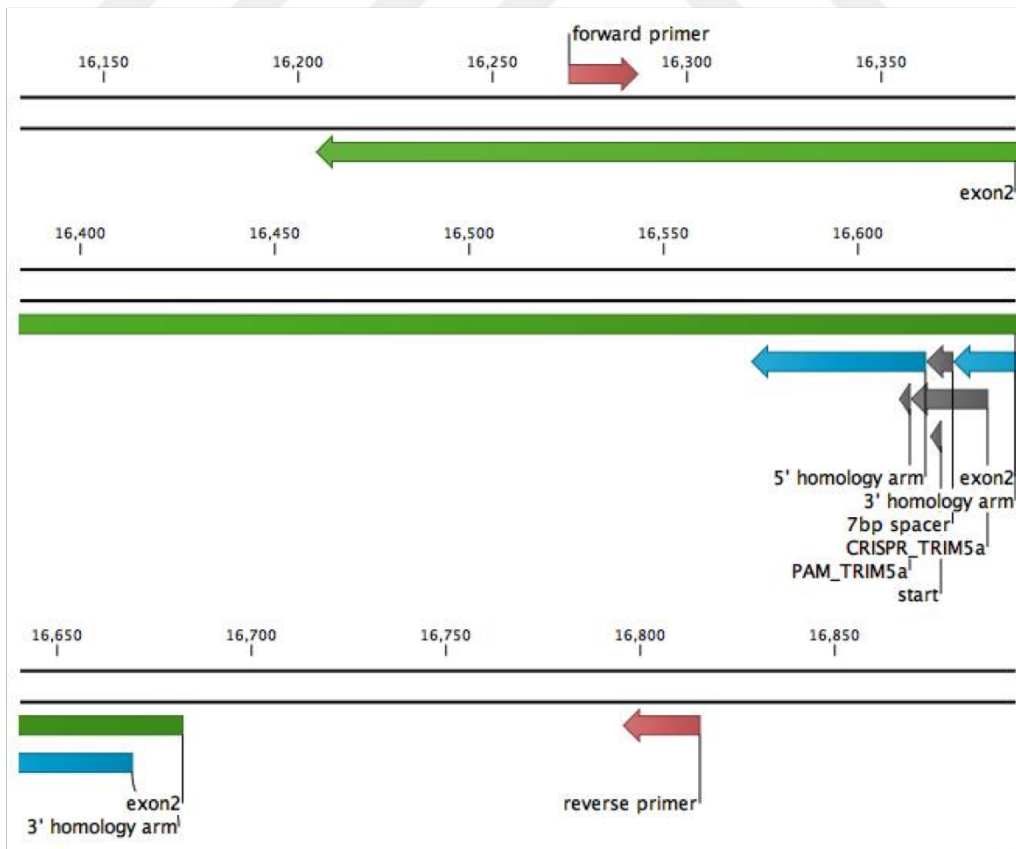 forward primer
16,150 16,200 16,250 16,300 16,350
exon2
16,400 16,450 16,500 16,550 16,600
5' homology arm exon2
3' homology arm
7bp spacer
CRISPR_TRIM5a
PAM_TRIM5a
start
16,650 16,700 16,750 16,800 16,850
exon2 reverse primer
3' homology arm